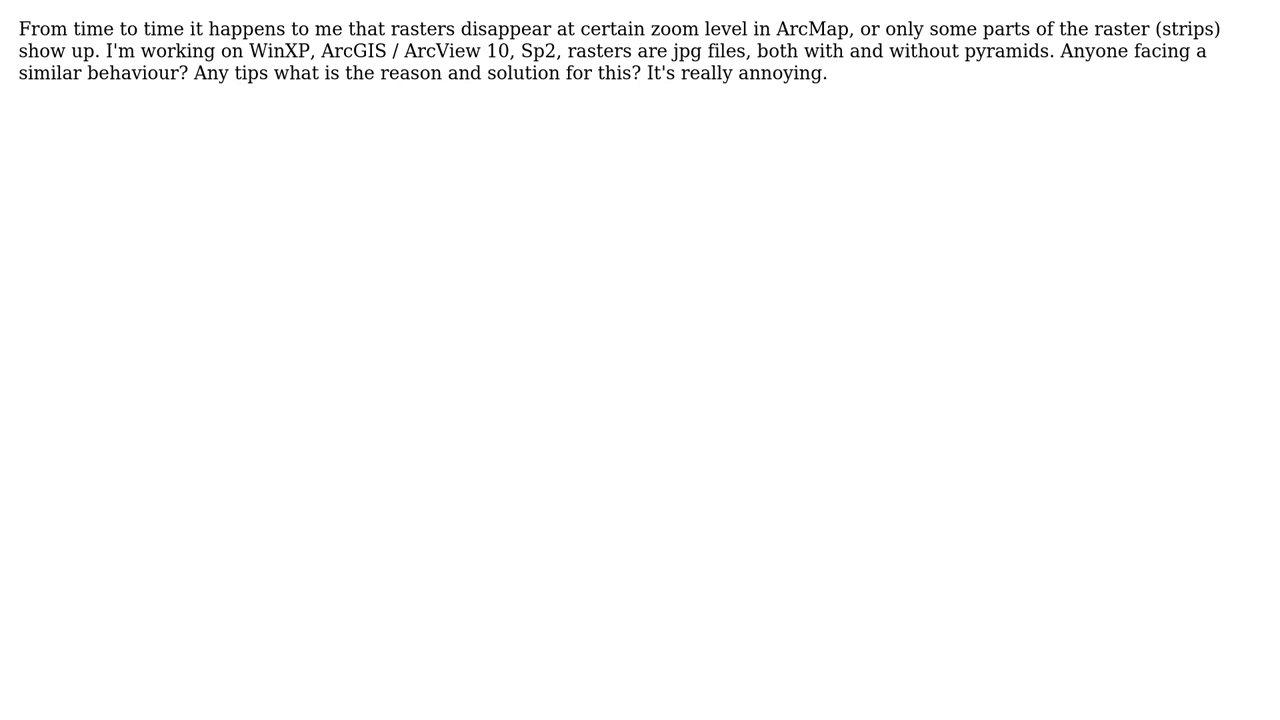 From time to time it happens to me that rasters disappear at certain zoom level in ArcMap, or only some parts of the raster (strips)
show up. I'm working on WinXP, ArcGIS / ArcView 10, Sp2, rasters are jpg files, both with and without pyramids. Anyone facing a
similar behaviour? Any tips what is the reason and solution for this? It's really annoying.